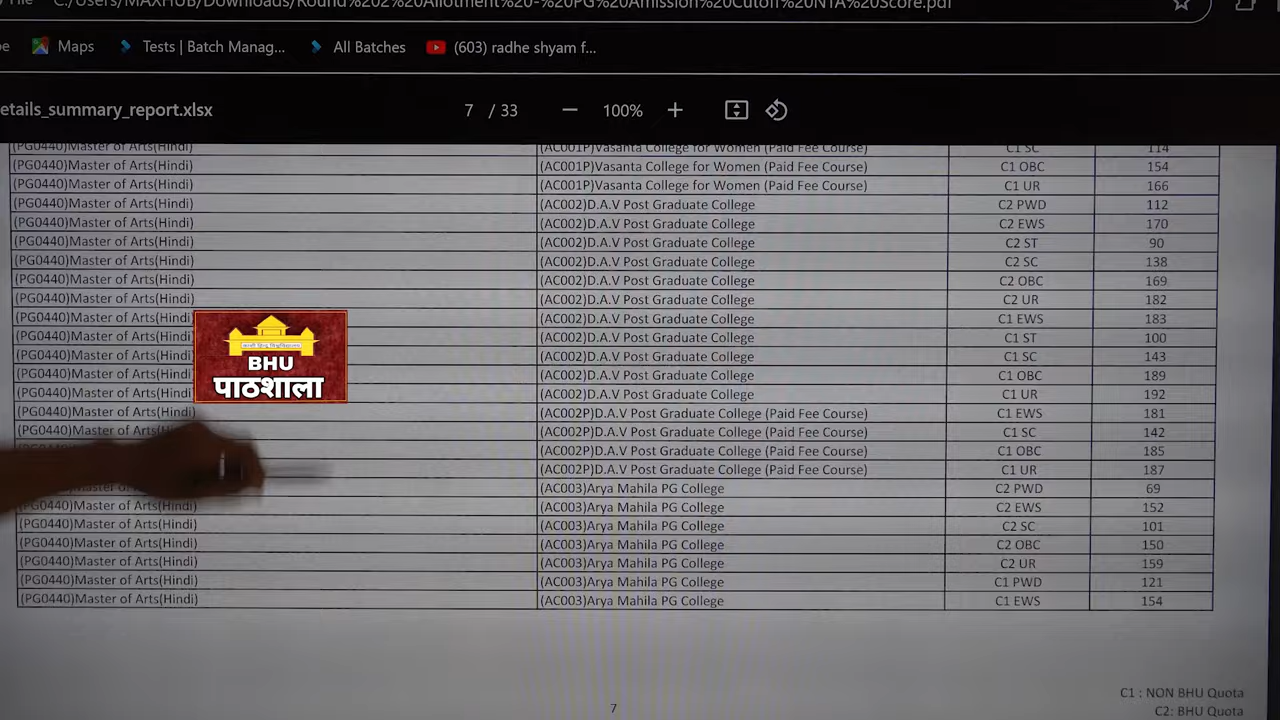 C:/Users/MAXHUB/Downloads/Round%202%20Allotment%20-%20PG%20Amission%20Cutoff%20NTA%20Score.pdf
Maps Tests | Batch Manag... All Batches (603) radhe shyam f...
etails_summary_report.xlsx 7 / 33 100%
(PG0440)Master of Arts(Hindi) (AC001P)Vasanta College for Women (Paid Fee Course) C1 SC 114
(PG0440)Master of Arts(Hindi) (AC001P)Vasanta College for Women (Paid Fee Course) C1 OBC 154
(PG0440)Master of Arts(Hindi) (AC001P)Vasanta College for Women (Paid Fee Course) C1 UR 166
(PG0440)Master of Arts(Hindi) (AC002)D.A.V Post Graduate College C2 PWD 112
(PG0440)Master of Arts(Hindi) (AC002)D.A.V Post Graduate College C2 EWS 170
(PG0440)Master of Arts(Hindi) (AC002)D.A.V Post Graduate College C2 ST 90
(PG0440)Master of Arts(Hindi) (AC002)D.A.V Post Graduate College C2 SC 138
(PG0440)Master of Arts(Hindi) (AC002)D.A.V Post Graduate College C2 OBC 169
(PG0440)Master of Arts(Hindi) (AC002)D.A.V Post Graduate College C2 UR 182
(PG0440)Master of Arts(Hindi) (AC002)D.A.V Post Graduate College C1 EWS 183
(PG0440)Master of Arts(Hindi) (AC002)D.A.V Post Graduate College C1 ST 100
(PG0440)Master of Arts(Hindi) (AC002)D.A.V Post Graduate College C1 SC 143
(PG0440)Master of Arts(Hindi) (AC002)D.A.V Post Graduate College C1 OBC 189
(PG0440)Master of Arts(Hindi) (AC002)D.A.V Post Graduate College C1 UR 192
BHU
पाठशाला
(PG0440)Master of Arts(Hindi) (AC002P)D.A.V Post Graduate College (Paid Fee Course) C1 EWS 181
(PG0440)Master of Arts(Hindi) (AC002P)D.A.V Post Graduate College (Paid Fee Course) C1 SC 142
(AC002P)D.A.V Post Graduate College (Paid Fee Course) C1 OBC 185
(AC002P)D.A.V Post Graduate College (Paid Fee Course) C1 UR 187
(AC003)Arya Mahila PG College C2 PWD 69
(PG0440)Master of Arts(Hindi) (AC003)Arya Mahila PG College C2 EWS 152
(PG0440)Master of Arts(Hindi) (AC003)Arya Mahila PG College C2 SC 101
(PG0440)Master of Arts(Hindi) (AC003)Arya Mahila PG College C2 OBC 150
(PG0440)Master of Arts(Hindi) (AC003)Arya Mahila PG College C2 UR 159
(PG0440)Master of Arts(Hindi) (AC003)Arya Mahila PG College C1 PWD 121
(PG0440)Master of Arts(Hindi) (AC003)Arya Mahila PG College C1 EWS 154
C1 : NON BHU Quota
7
C2: BHU Quota